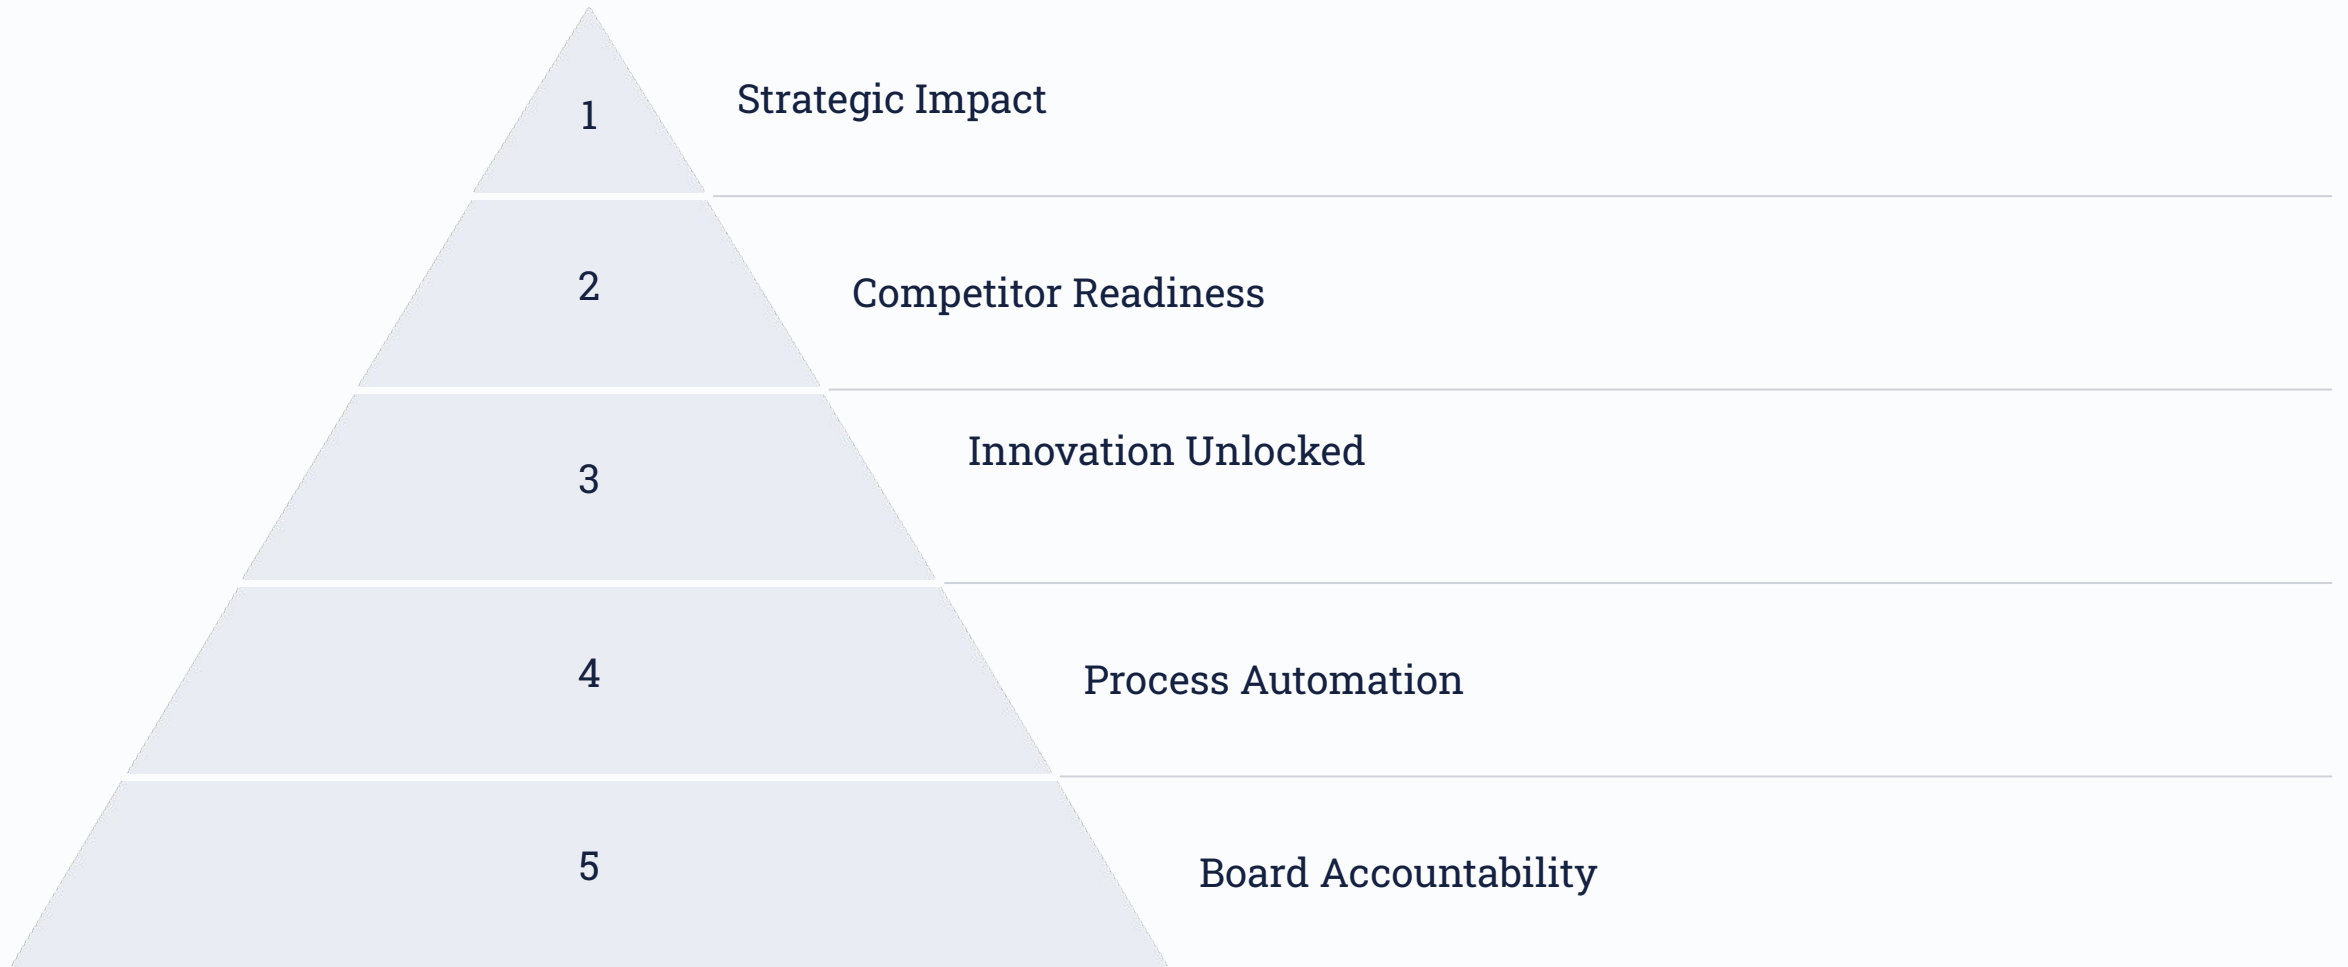 1
Strategic Impact
2
Competitor Readiness
3
Innovation Unlocked
4
Process Automation
5
Board Accountability